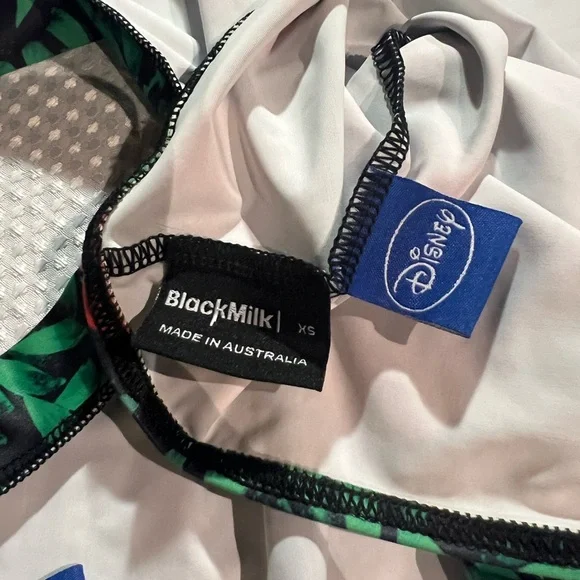 BlackMilk| XS
MADE IN AUSTRALIA
Disney